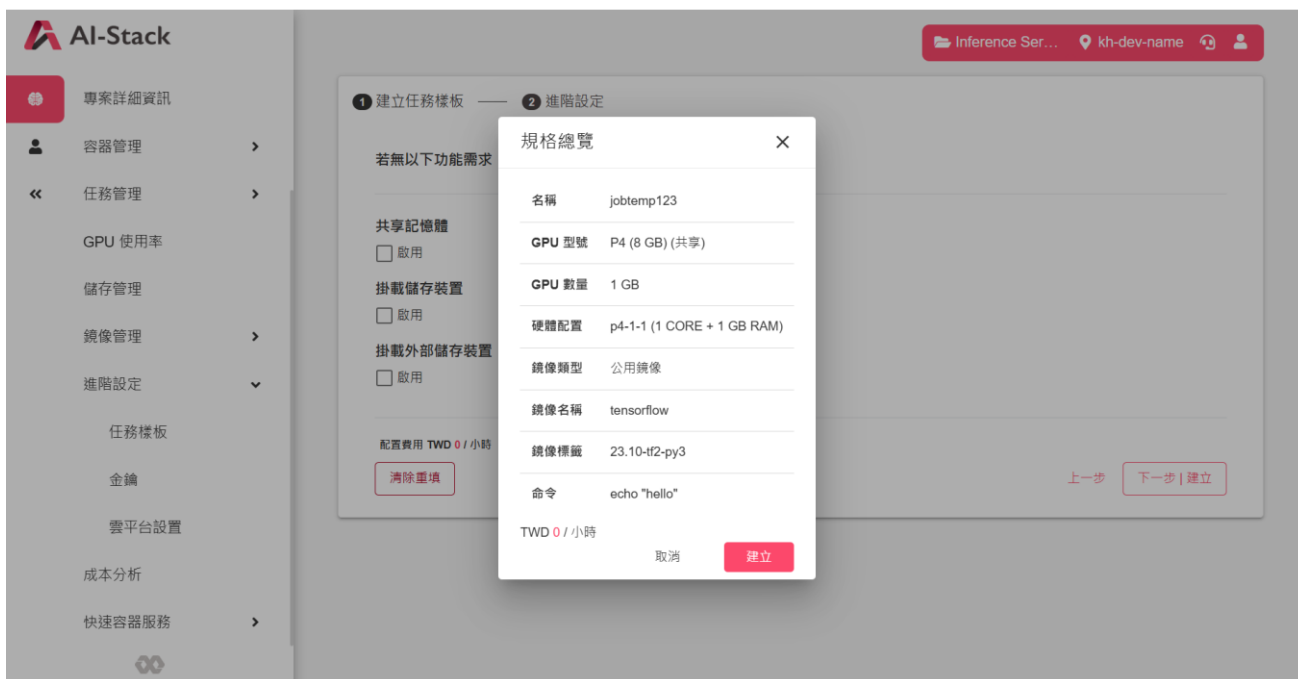 AI-Stack
Inference Ser... kh-dev-name
專案詳細資訊
容器管理
任務管理
GPU 使用率
儲存管理
鏡像管理
進階設定
任務樣板
金鑰
雲平台設置
成本分析
快速容器服務
1 建立任務樣板 2 進階設定
若無以下功能需求
共享記憶體
啟用
掛載儲存裝置
啟用
掛載外部儲存裝置
啟用
配置費用 TWD 0 / 小時
清除重填
上一步 下一步 | 建立
規格總覽
名稱 jobtemp123
GPU 型號 P4 (8 GB) (共享)
GPU 數量 1 GB
硬體配置 p4-1-1 (1 CORE + 1 GB RAM)
鏡像類型 公用鏡像
鏡像名稱 tensorflow
鏡像標籤 23.10-tf2-py3
命令 echo "hello"
TWD 0 / 小時
取消 建立